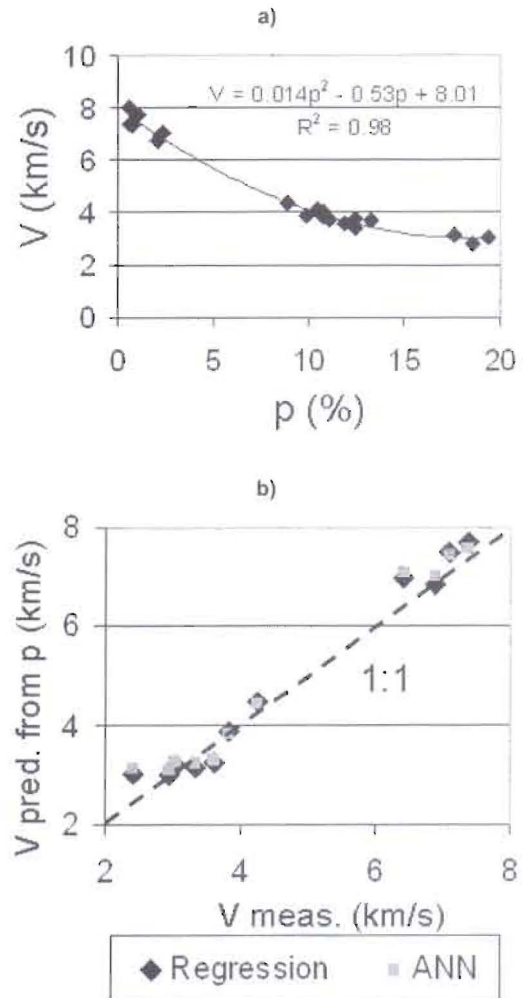 a)
10
8
6
4
2
0
V (km/s)
V = 0.014p² - 0.53p + 8.01
R² = 0.98
0 5 10 15 20
p (%)
b)
8
6
4
2
V pred. from p (km/s)
1:1
2 4 6 8
V meas. (km/s)
Regression ANN